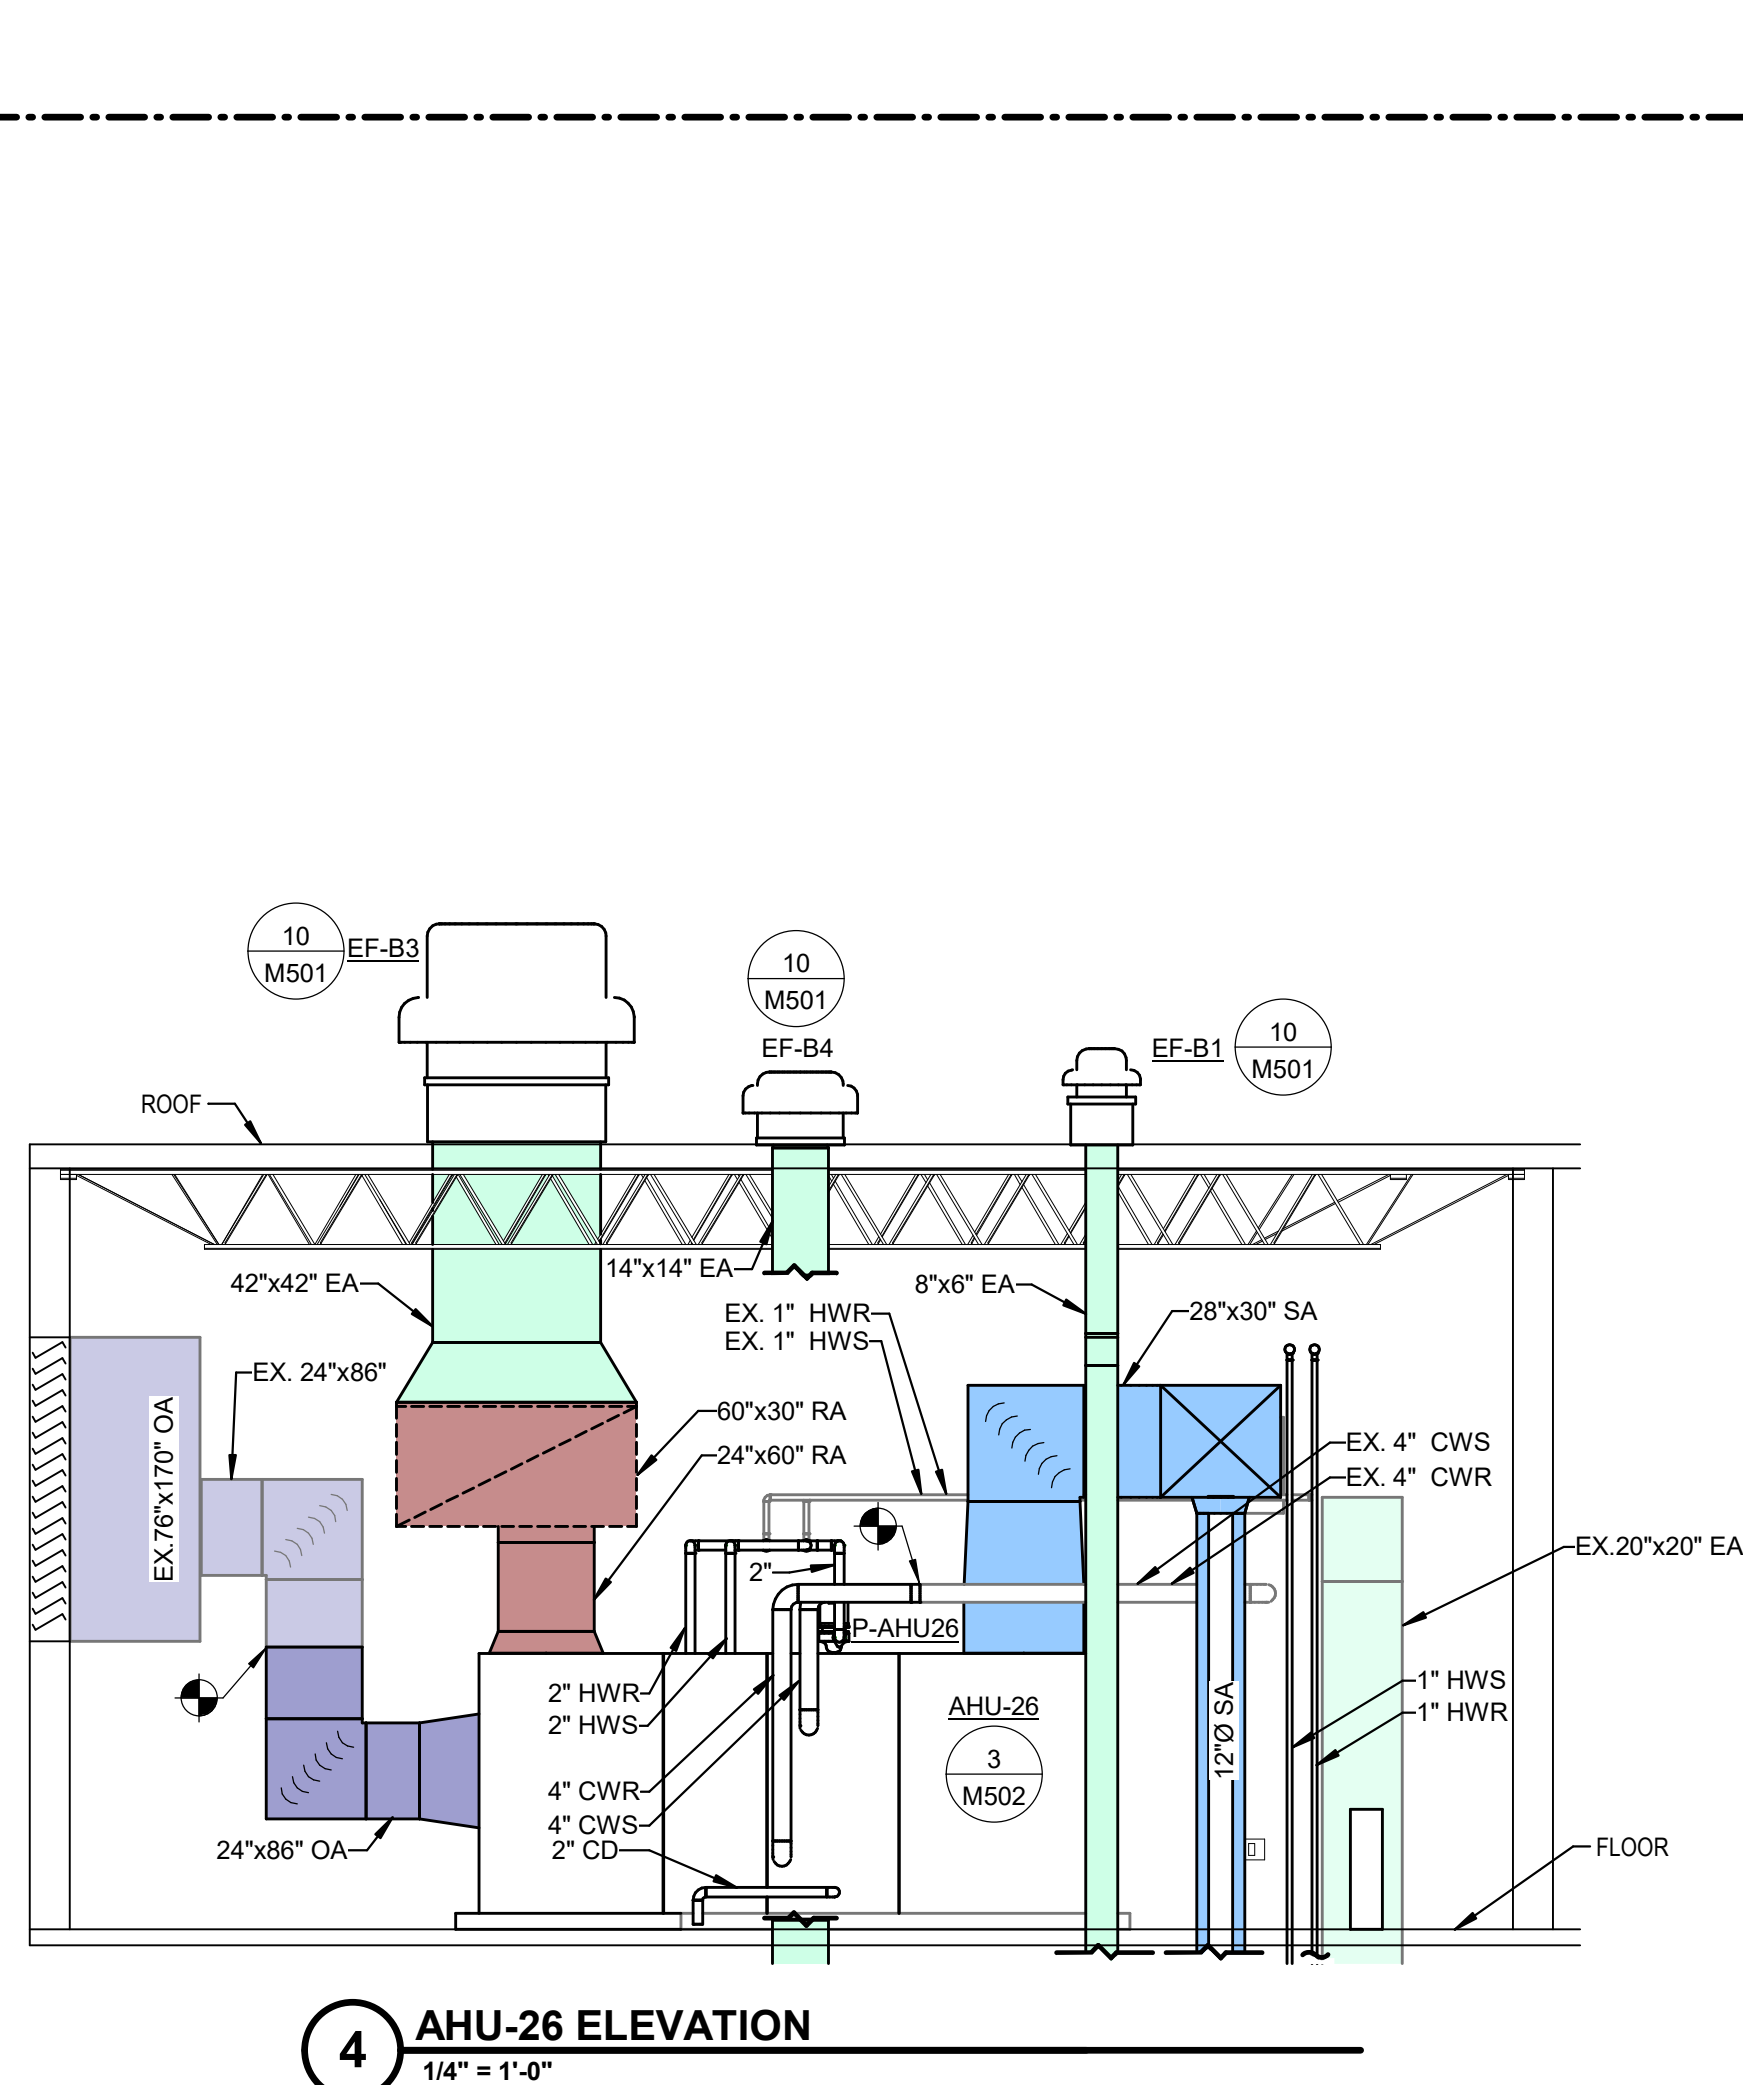 10
M501
EF-B3
10
M501
EF-B4
EF-B1
10
M501
ROOF
42"x42" EA
14"x14" EA
8"x6" EA
EX. 1" HWR
EX. 1" HWS
28"x30" SA
EX. 24"x86"
EX.76"x170" OA
60"x30" RA
24"x60" RA
EX. 4" CWS
EX. 4" CWR
EX.20"x20" EA
2"
P-AHU26
2" HWR
2" HWS
AHU-26
3
M502
12"Ø SA
1" HWS
1" HWR
4" CWR
4" CWS
2" CD
24"x86" OA
FLOOR
4
AHU-26 ELEVATION
1/4" = 1'-0"